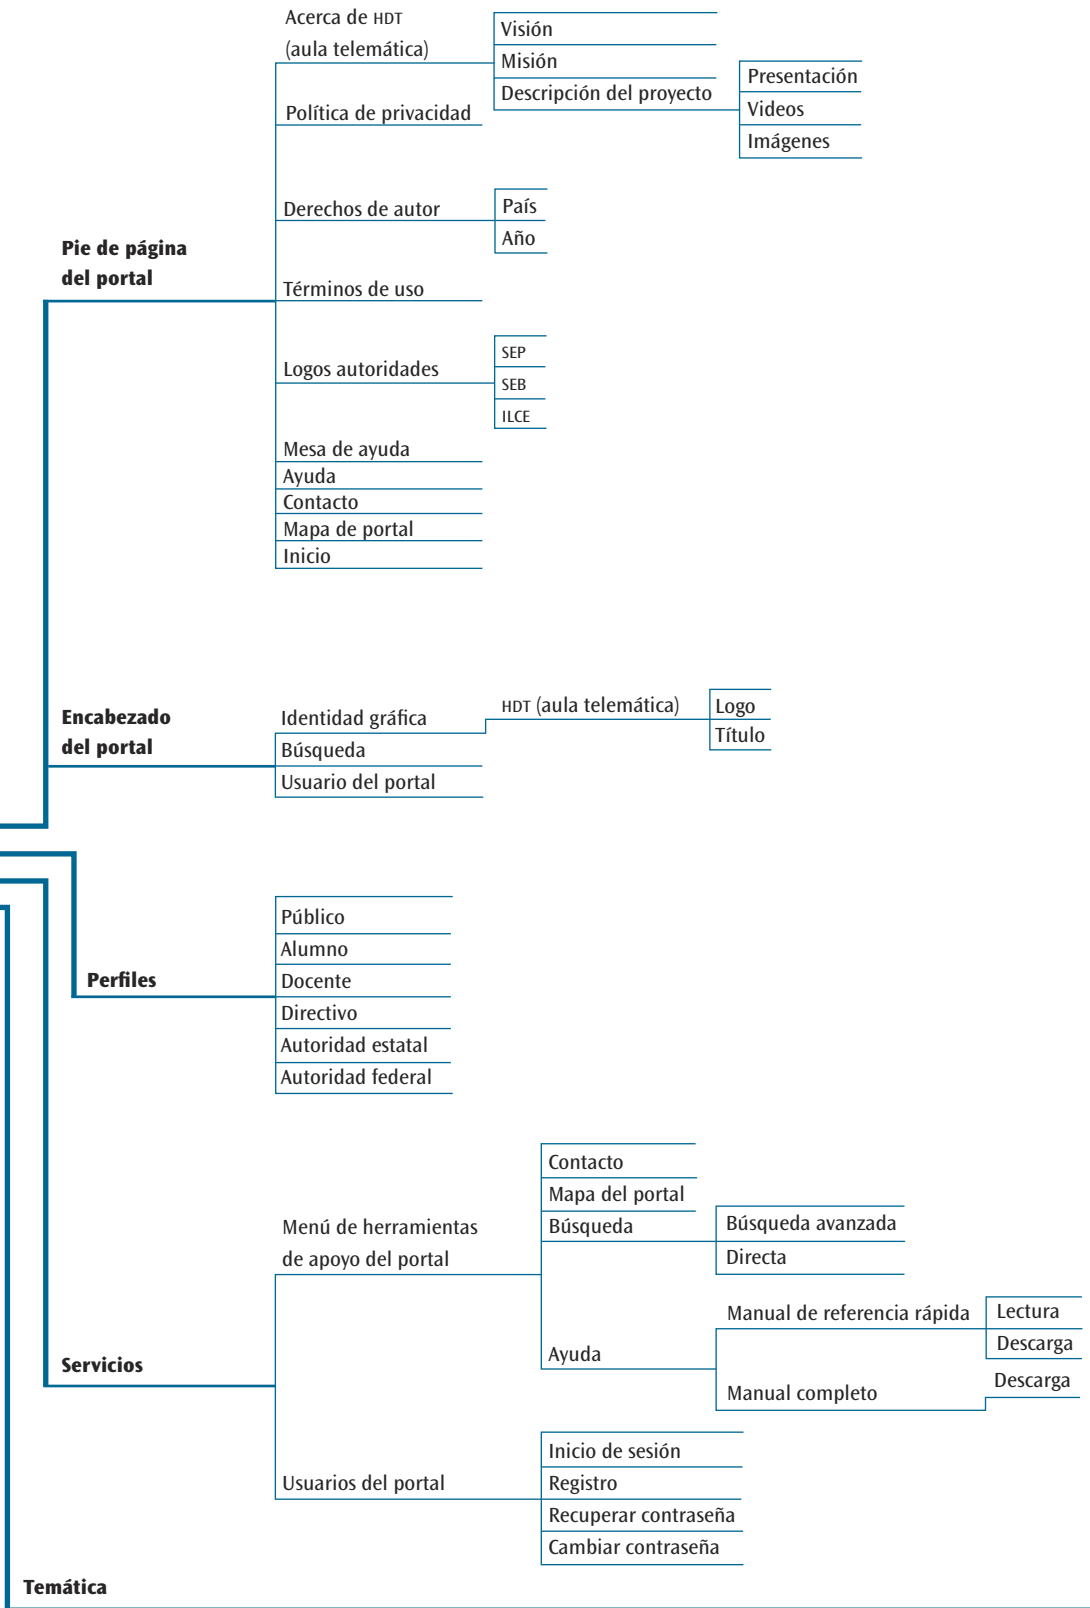 Acerca de HDT
(aula telemática)
Visión
Misión
Descripción del proyecto
Presentación
Videos
Imágenes
Política de privacidad
Derechos de autor
País
Año
Pie de página
del portal
Términos de uso
Logos autoridades
SEP
SEB
ILCE
Mesa de ayuda
Ayuda
Contacto
Mapa de portal
Inicio
Encabezado
del portal
Identidad gráfica
HDT (aula telemática)
Logo
Título
Búsqueda
Usuario del portal
Perfiles
Público
Alumno
Docente
Directivo
Autoridad estatal
Autoridad federal
Servicios
Menú de herramientas
de apoyo del portal
Contacto
Mapa del portal
Búsqueda
Búsqueda avanzada
Directa
Ayuda
Manual de referencia rápida
Lectura
Descarga
Manual completo
Descarga
Usuarios del portal
Inicio de sesión
Registro
Recuperar contraseña
Cambiar contraseña
Temática